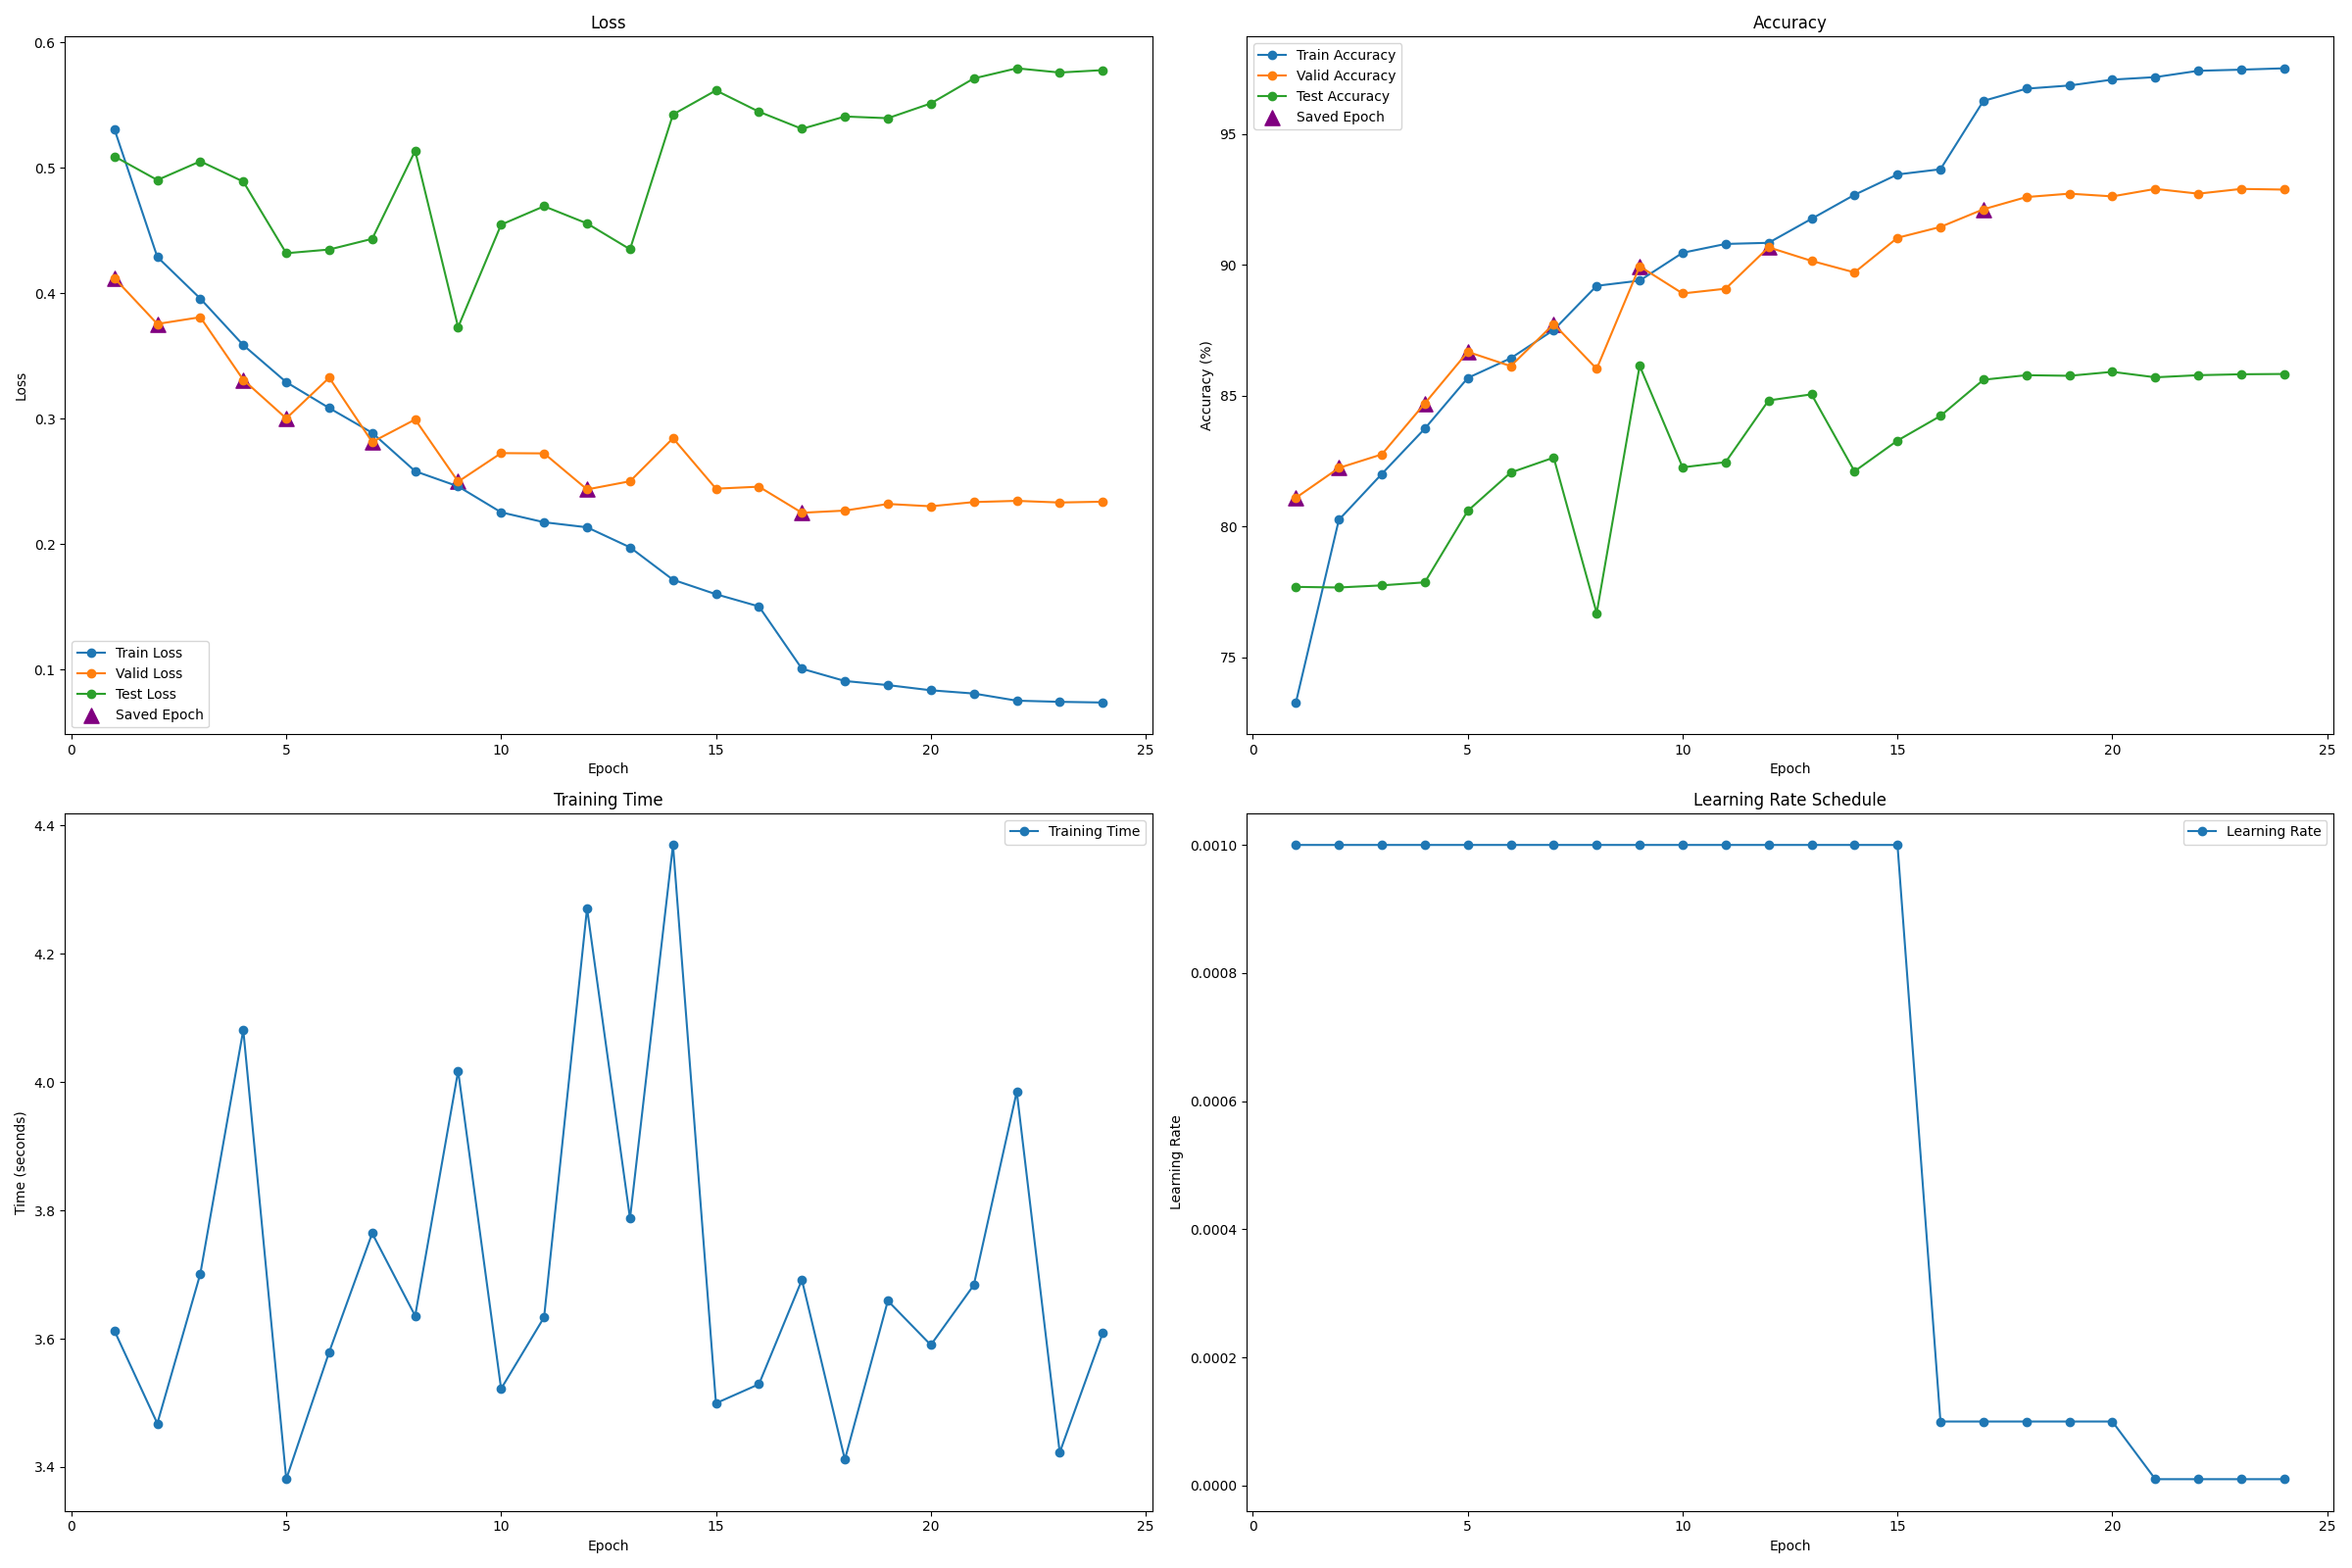 Loss
0.6
0.5
0.4
0.3
0.2
0.1
Loss
Train Loss
Valid Loss
Test Loss
Saved Epoch
0 5 10 15 20 25
Epoch
Accuracy
Train Accuracy
Valid Accuracy
Test Accuracy
Saved Epoch
95
90
85
80
75
Accuracy (%)
0 5 10 15 20 25
Epoch
Training Time
Training Time
4.4
4.2
4.0
3.8
3.6
3.4
Time (seconds)
0 5 10 15 20 25
Epoch
Learning Rate Schedule
Learning Rate
0.0010
0.0008
0.0006
0.0004
0.0002
0.0000
Learning Rate
0 5 10 15 20 25
Epoch